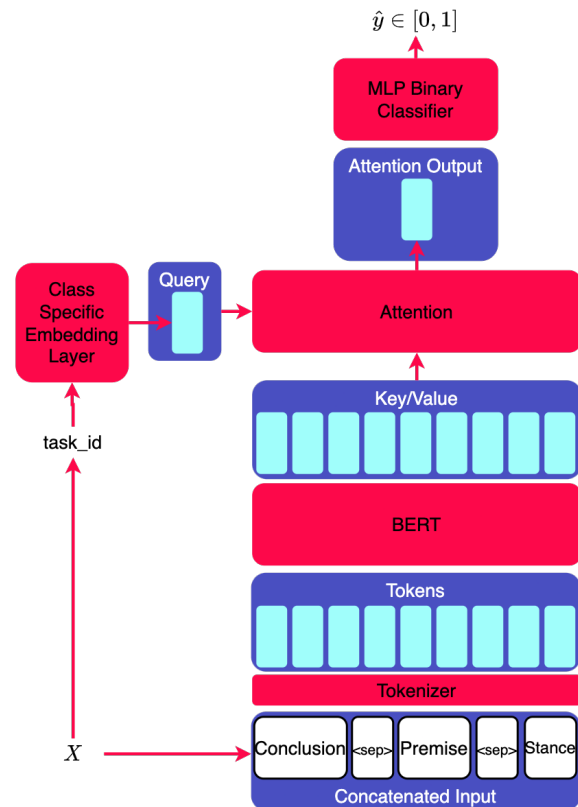 ŷ ∈ [0, 1]
MLP Binary
Classifier
Attention Output
Class
Specific
Embedding
Layer
Query
Attention
Key/Value
task_id
BERT
Tokens
Tokenizer
X
Conclusion <sep> Premise <sep> Stance
Concatenated Input